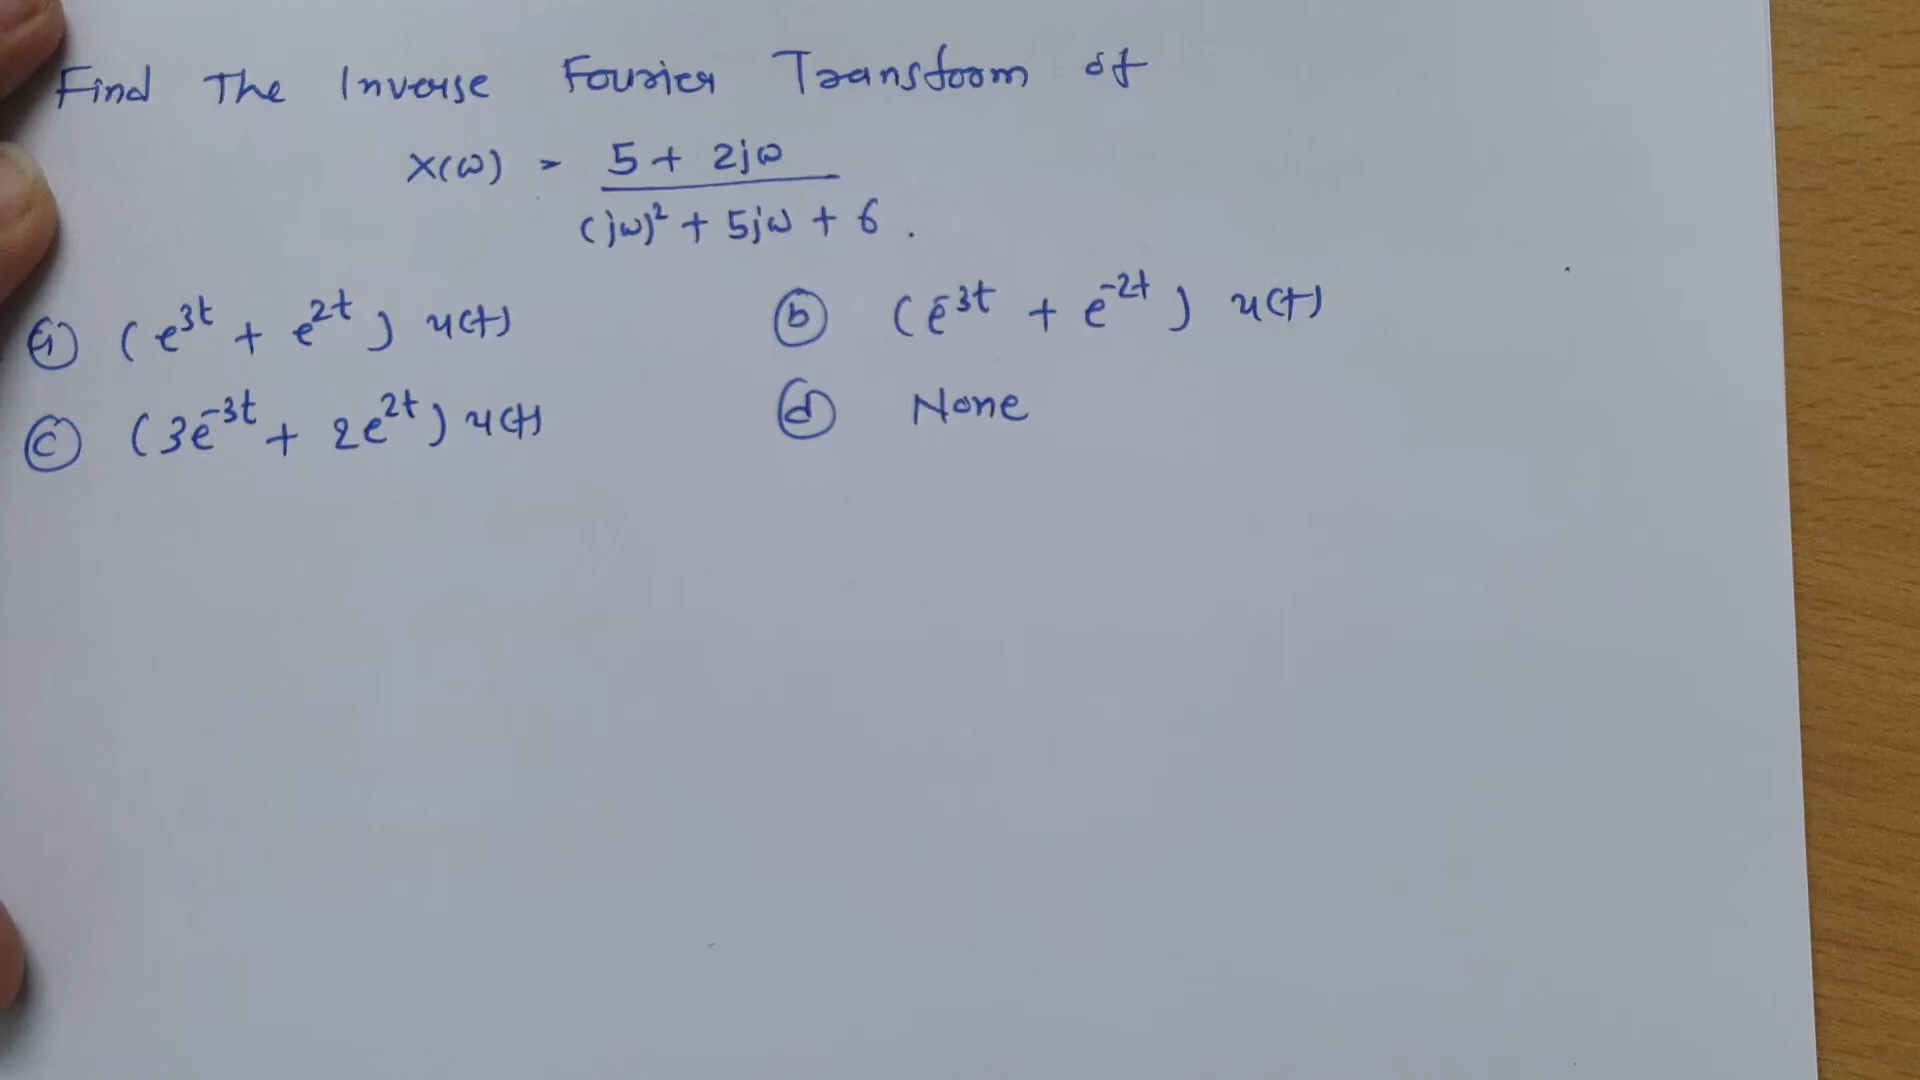 Find The Inverse Fourier Transform of
X(ω) = 5 + 2jω / (jω)² + 5jω + 6 .
(a) (e^3t + e^2t) u(t) (b) (e^-3t + e^-2t) u(t)
(c) (3e^-3t + 2e^2t) u(t) (d) None